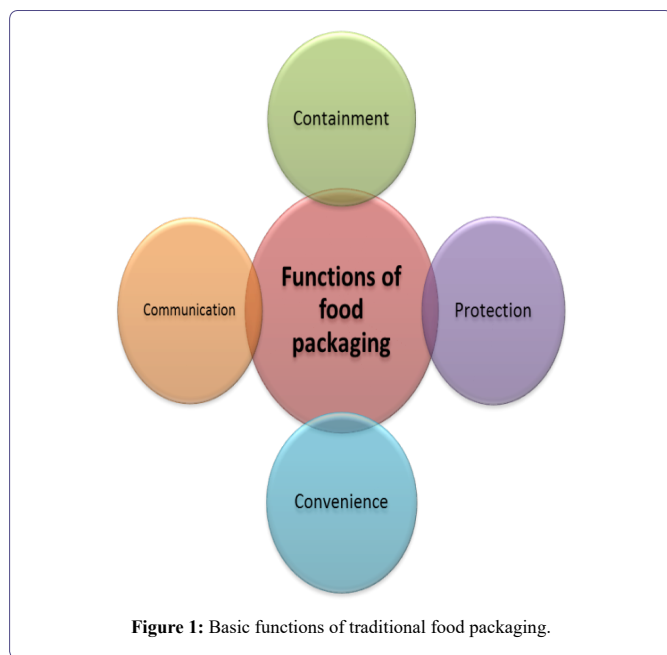 Containment
Functions of
food
packaging
Communication
Protection
Convenience
Figure 1: Basic functions of traditional food packaging.